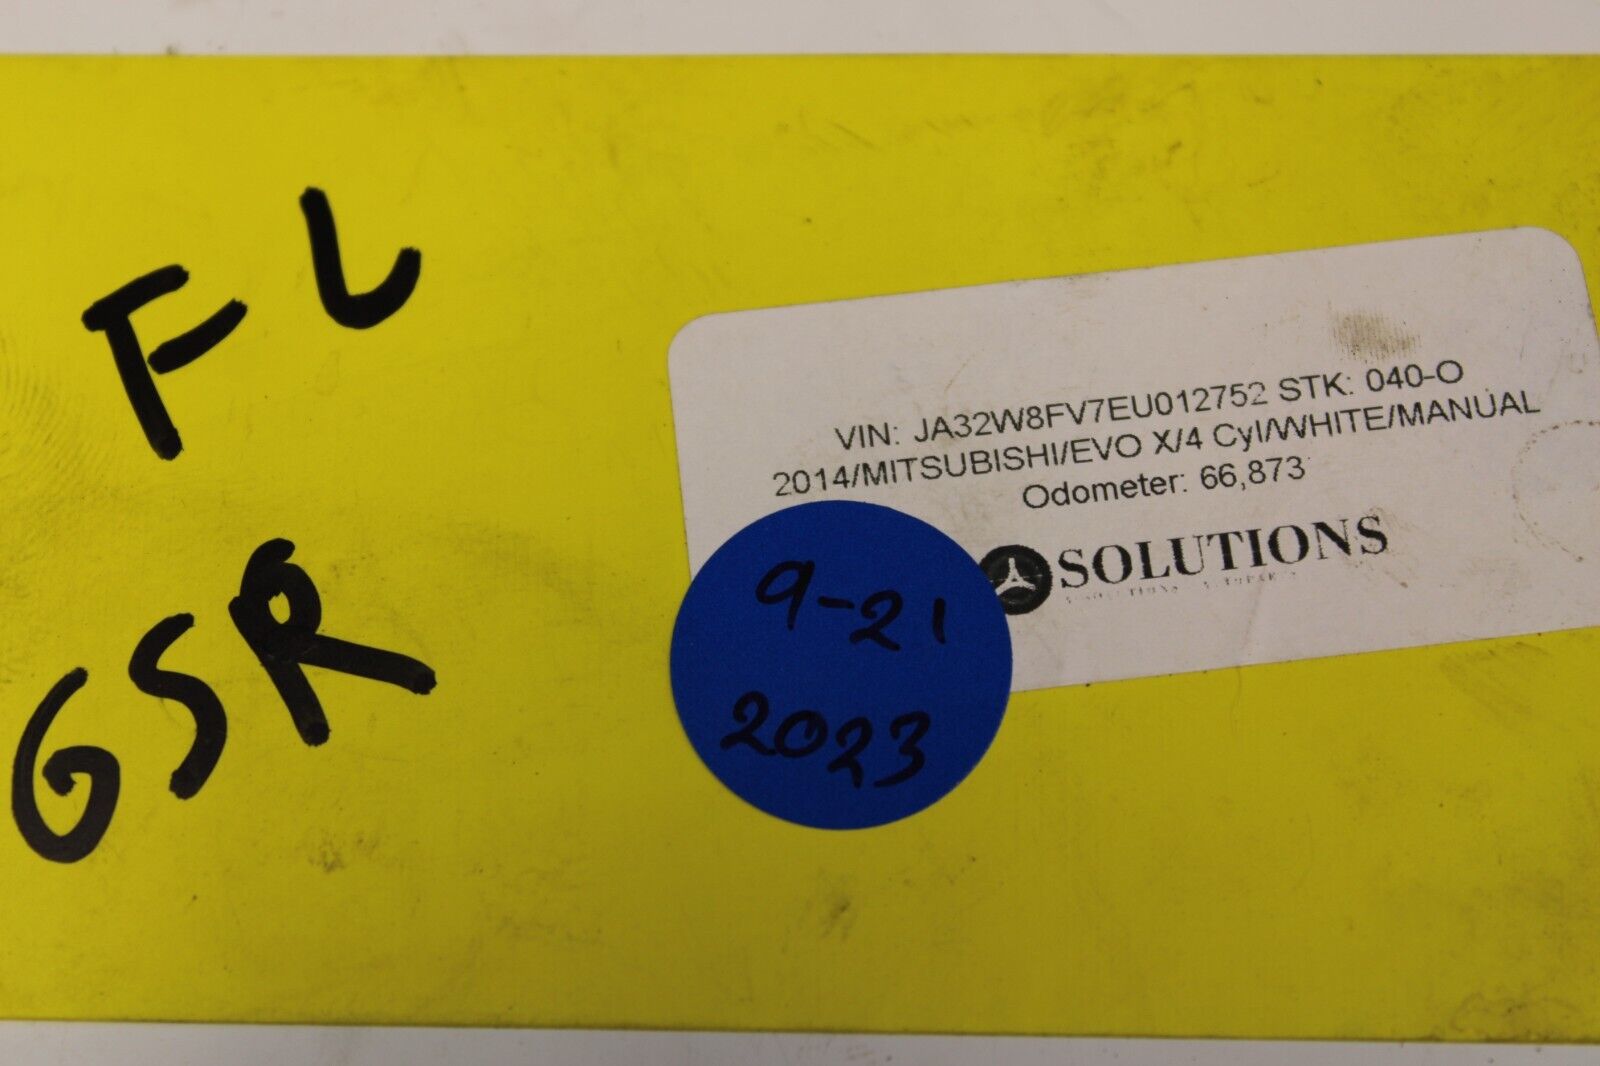 FL
GSR
VIN: JA32W8FV7EU012752 STK: 040-O
2014/MITSUBISHI/EVO X/4 Cyl/WHITE/MANUAL
Odometer: 66,873
SOLUTIONS
9-21
2023